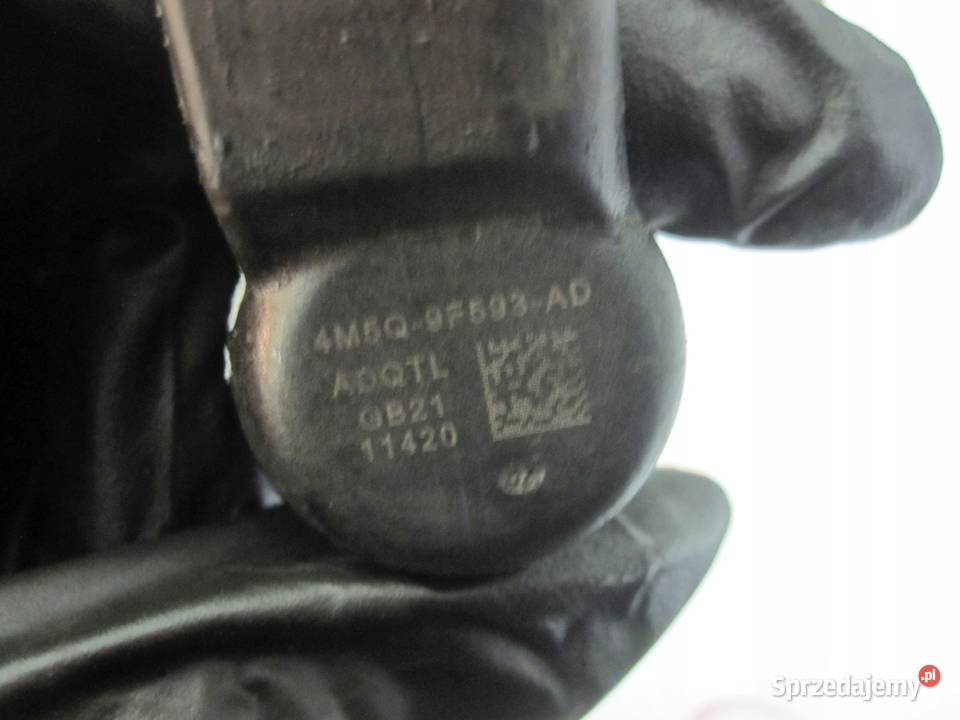 4M5Q-9F593-AD
ADQTL
GB21
11420
Sprzedajemy.pl